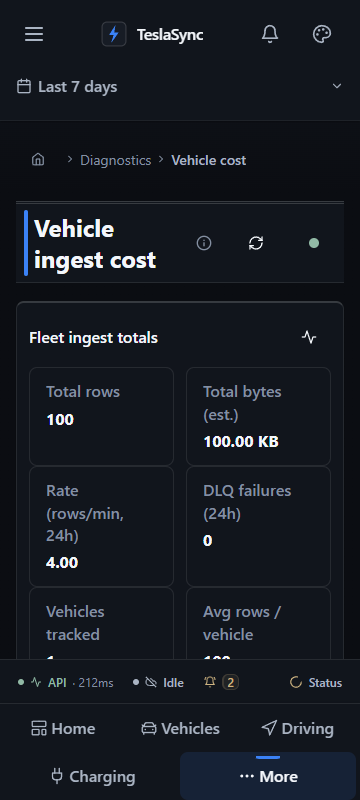 TeslaSync
Last 7 days
Diagnostics > Vehicle cost
Vehicle
ingest cost
Fleet ingest totals
Total rows
100
Total bytes
(est.)
100.00 KB
Rate
(rows/min,
24h)
4.00
DLQ failures
(24h)
0
Vehicles
tracked
Avg rows /
vehicle
API · 212ms
Idle
2
Status
Home
Vehicles
Driving
Charging
More